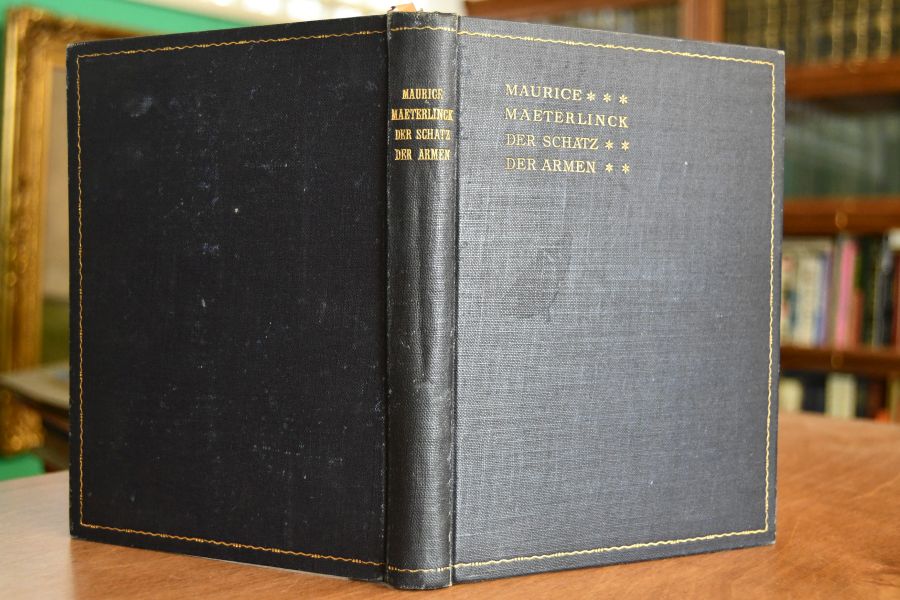 MAURICE
MAETERLINCK
DER SCHATZ
DER ARMEN
MAURICE * * *
MAETERLINCK
DER SCHATZ * *
DER ARMEN * *